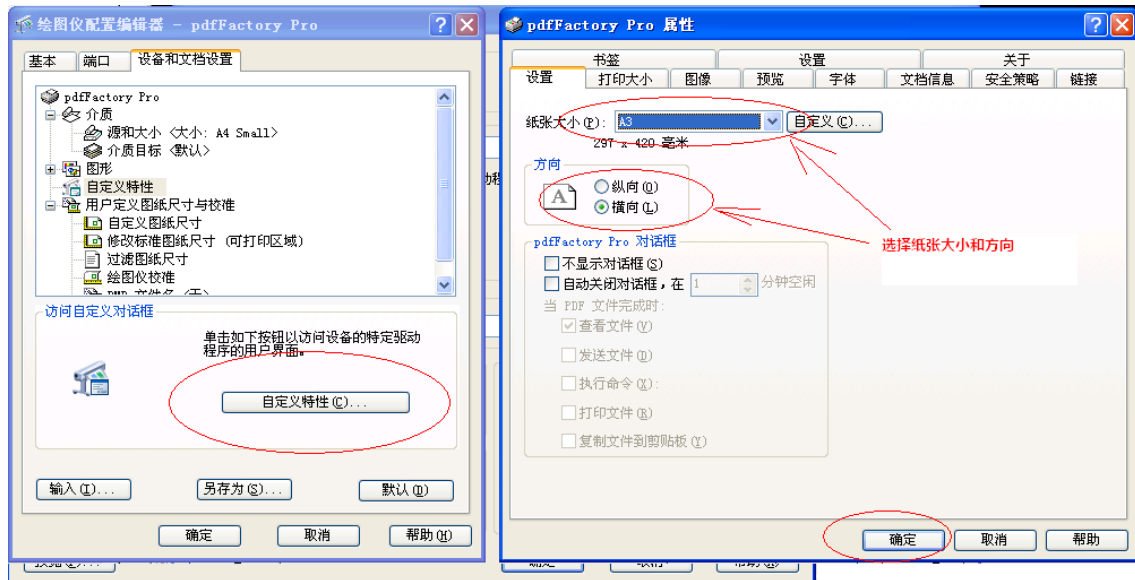 绘图仪配置编辑器 - pdfFactory Pro
基本 端口 设备和文档设置
pdfFactory Pro
介质
源和大小 <大小: A4 Small>
介质目标 <默认>
图形
自定义特性
用户定义图纸尺寸与校准
自定义图纸尺寸
修改标准图纸尺寸 (可打印区域)
过滤图纸尺寸
绘图仪校准
PMP 文件名 <无>
访问自定义对话框
单击如下按钮以访问设备的特定驱动
程序的用户界面。
自定义特性(C)...
输入(I)... 另存为(S)... 默认(D)
确定 取消 帮助(H)
pdfFactory Pro 属性
书签 设置 关于
设置 打印大小 图像 预览 字体 文档信息 安全策略 链接
纸张大小(P): A3 自定义(C)...
297 x 420 毫米
方向
A
纵向(O)
横向(L)
选择纸张大小和方向
pdfFactory Pro 对话框
不显示对话框(S)
自动关闭对话框,在 1 分钟空闲
当 PDF 文件完成时:
查看文件(V)
发送文件(D)
执行命令(X):
打印文件(R)
复制文件到剪贴板(Y)
确定 取消 帮助